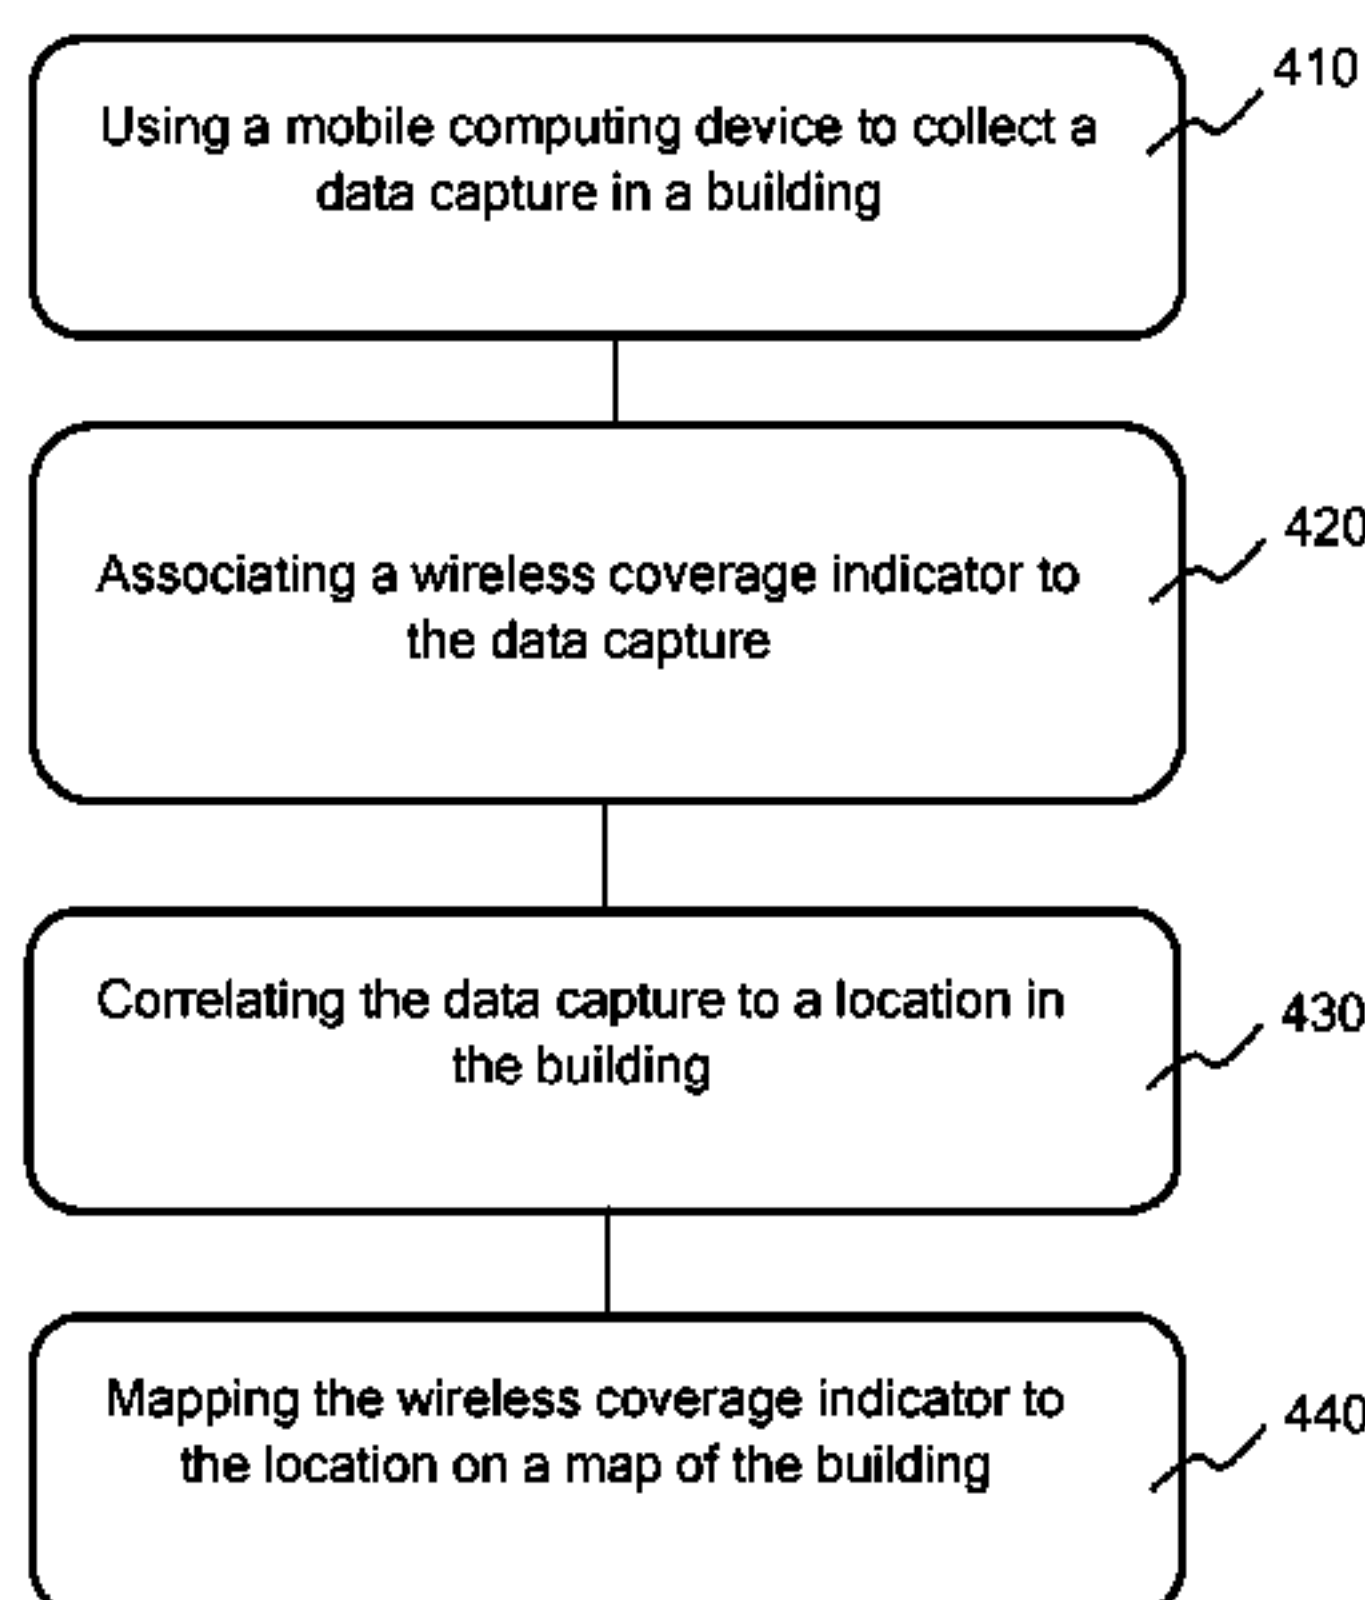 410
Using a mobile computing device to collect a
data capture in a building
420
Associating a wireless coverage indicator to
the data capture
430
Correlating the data capture to a location in
the building
440
Mapping the wireless coverage indicator to
the location on a map of the building